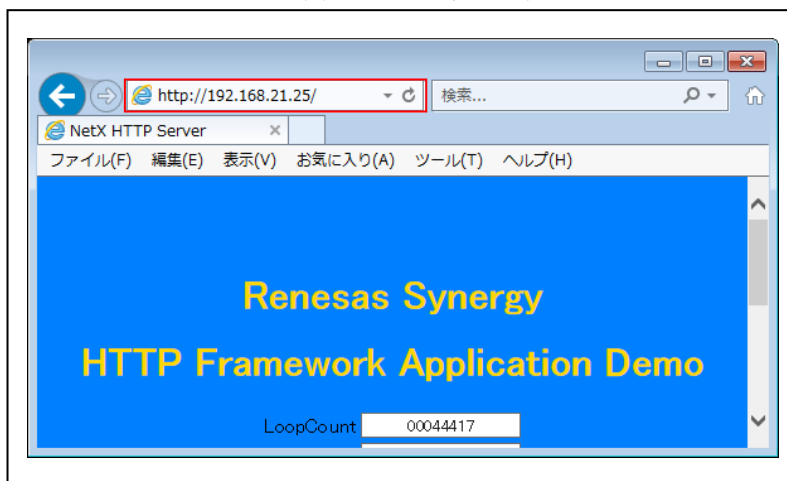 http://192.168.21.25/
検索...
NetX HTTP Server
ファイル(F) 編集(E) 表示(V) お気に入り(A) ツール(T) ヘルプ(H)
Renesas Synergy
HTTP Framework Application Demo
LoopCount 00044417